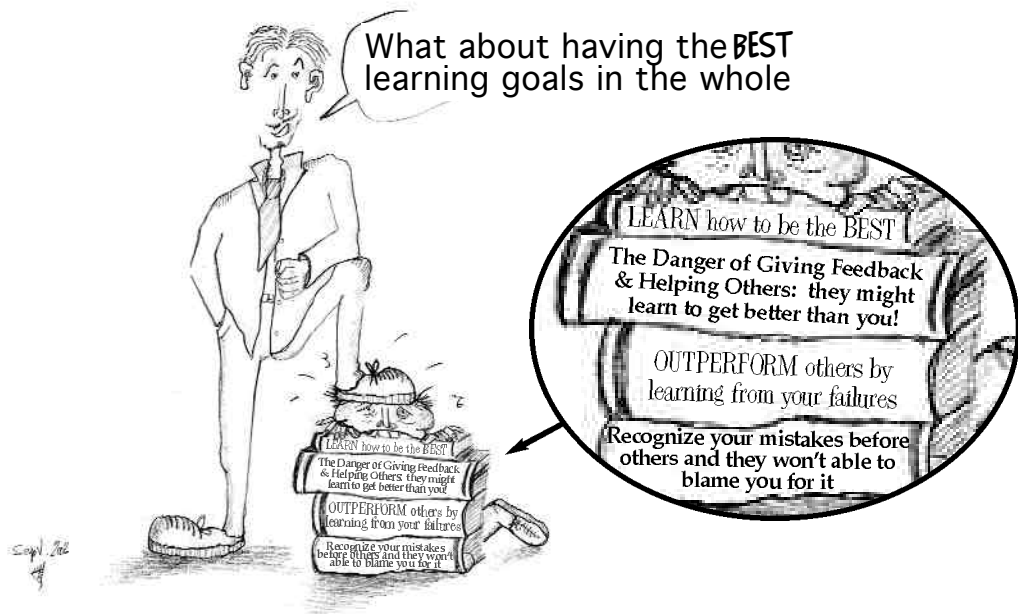 What about having the BEST
learning goals in the whole
LEARN how to be the BEST
The Danger of Giving Feedback
& Helping Others: they might
learn to get better than you!
OUTPERFORM others by
learning from your failures
Recognize your mistakes before
others and they won't able to
blame you for it
LEARN how to be the BEST
The Danger of Giving Feedback
& Helping Others: they might
learn to get better than you!
OUTPERFORM others by
learning from your failures
Recognize your mistakes
before others and they won't
able to blame you for it